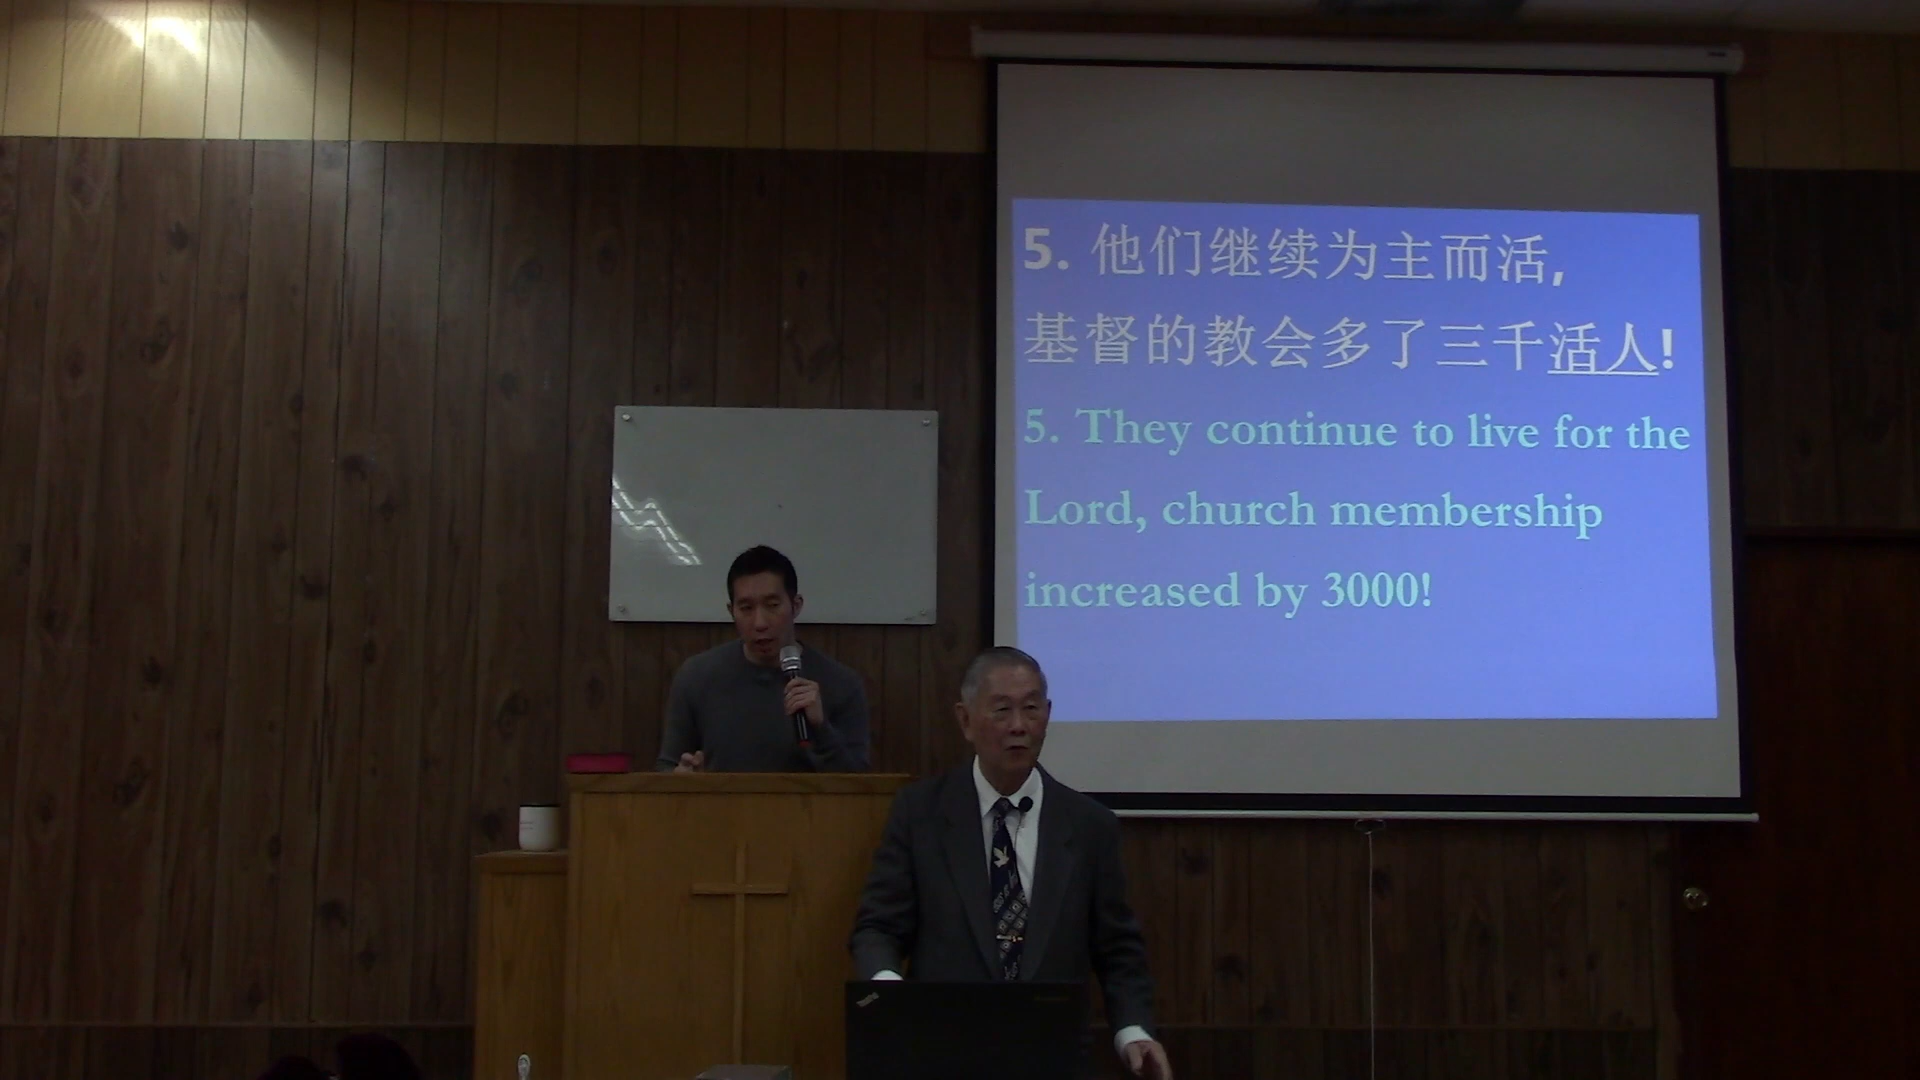 5. 他们继续为主而活,
基督的教会多了三千活人!
5. They continue to live for the
Lord, church membership
increased by 3000!